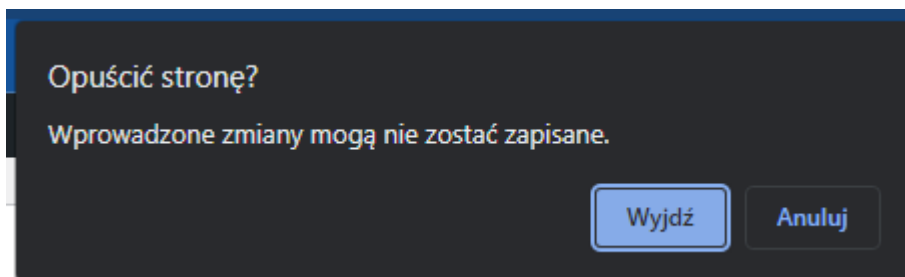 Opuścić stronę?
Wprowadzone zmiany mogą nie zostać zapisane.
Wyjdź Anuluj